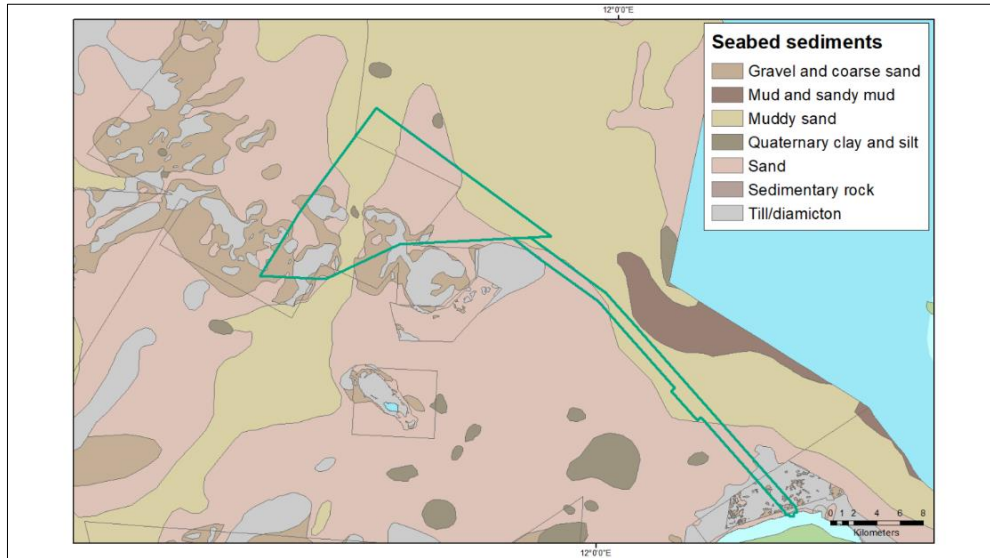 12°0'0"E
Seabed sediments
Gravel and coarse sand
Mud and sandy mud
Muddy sand
Quaternary clay and silt
Sand
Sedimentary rock
Till/diamicton
0 1 2 4 6 8
Kilometers
12°0'0"E